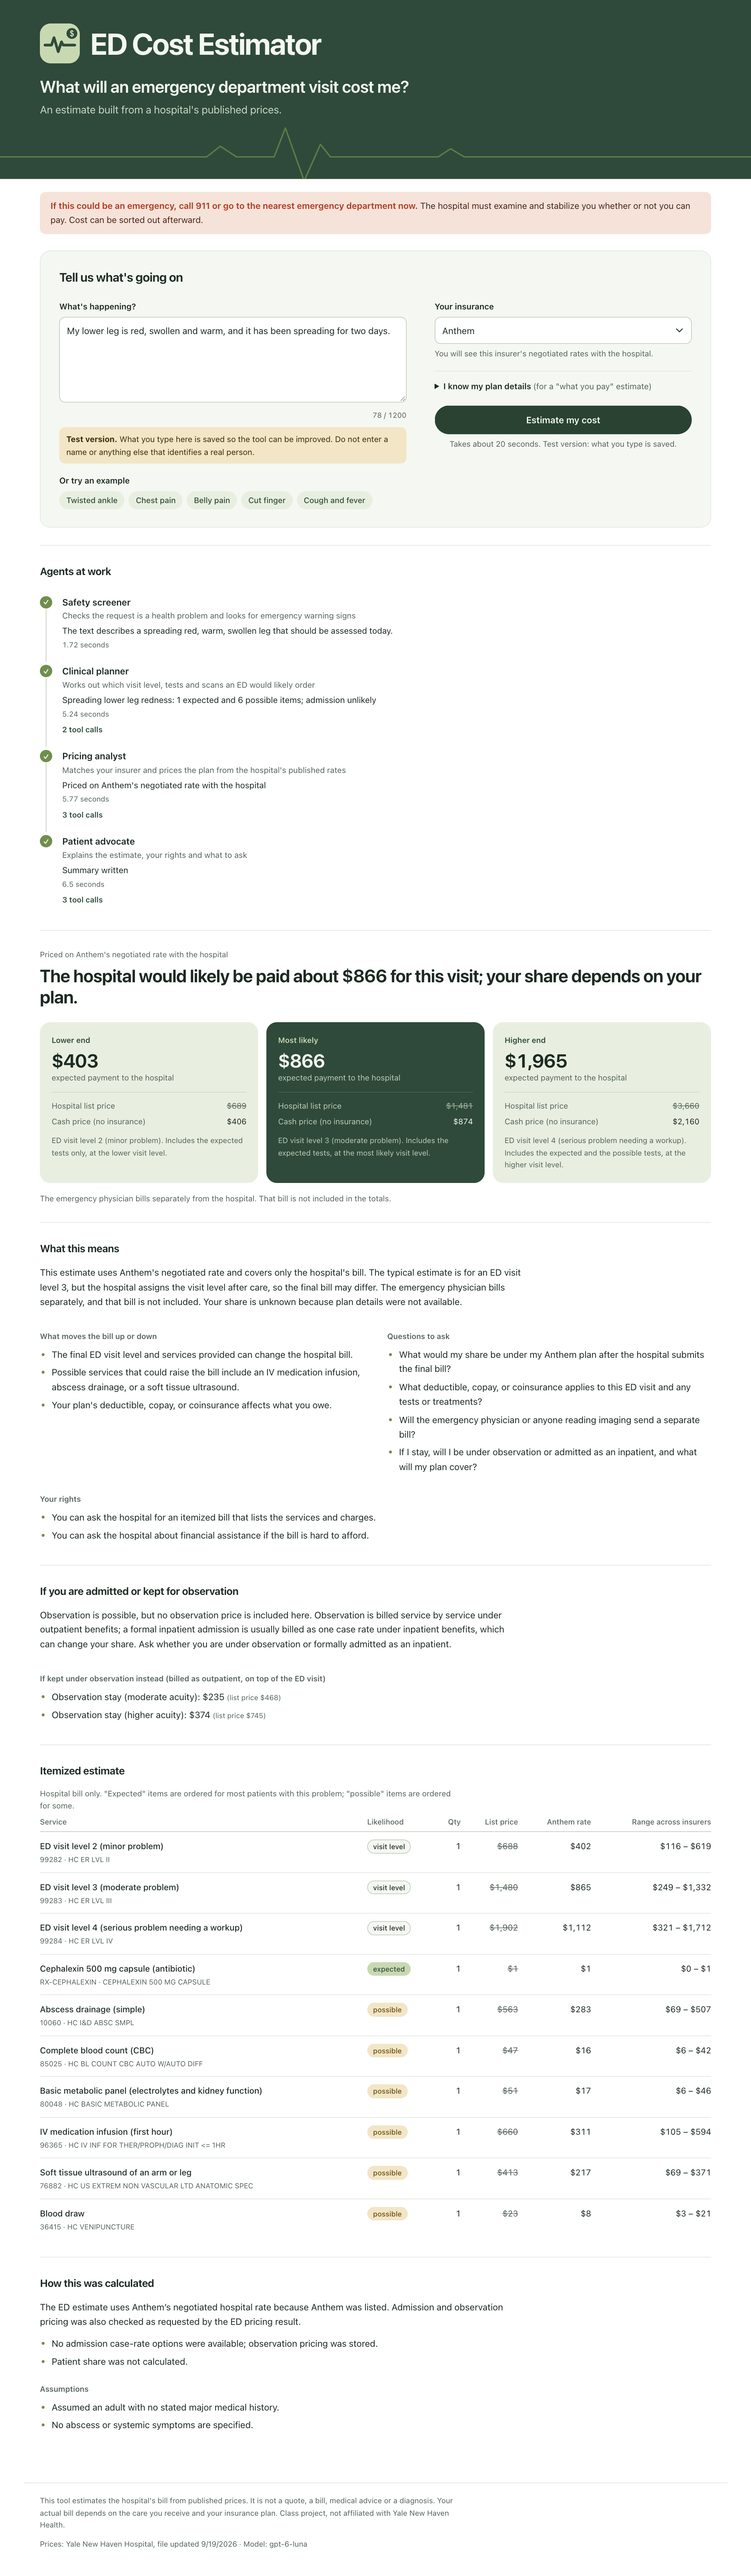 $
ED Cost Estimator
What will an emergency department visit cost me?
An estimate built from a hospital's published prices.
If this could be an emergency, call 911 or go to the nearest emergency department now. The hospital must examine and stabilize you whether or not you can
pay. Cost can be sorted out afterward.
Tell us what's going on
What's happening?
My lower leg is red, swollen and warm, and it has been spreading for two days.
78 / 1200
Test version. What you type here is saved so the tool can be improved. Do not enter a
name or anything else that identifies a real person.
Or try an example
Twisted ankle
Chest pain
Belly pain
Cut finger
Cough and fever
Your insurance
Anthem
You will see this insurer's negotiated rates with the hospital.
I know my plan details (for a "what you pay" estimate)
Estimate my cost
Takes about 20 seconds. Test version: what you type is saved.
Agents at work
Safety screener
Checks the request is a health problem and looks for emergency warning signs
The text describes a spreading red, warm, swollen leg that should be assessed today.
1.72 seconds
Clinical planner
Works out which visit level, tests and scans an ED would likely order
Spreading lower leg redness: 1 expected and 6 possible items; admission unlikely
5.24 seconds
2 tool calls
Pricing analyst
Matches your insurer and prices the plan from the hospital's published rates
Priced on Anthem's negotiated rate with the hospital
5.77 seconds
3 tool calls
Patient advocate
Explains the estimate, your rights and what to ask
Summary written
6.5 seconds
3 tool calls
Priced on Anthem's negotiated rate with the hospital
The hospital would likely be paid about $866 for this visit; your share depends on your
plan.
Lower end
$403
expected payment to the hospital
Hospital list price $689
Cash price (no insurance) $406
ED visit level 2 (minor problem). Includes the expected
tests only, at the lower visit level.
Most likely
$866
expected payment to the hospital
Hospital list price $1,481
Cash price (no insurance) $874
ED visit level 3 (moderate problem). Includes the
expected tests, at the most likely visit level.
Higher end
$1,965
expected payment to the hospital
Hospital list price $3,660
Cash price (no insurance) $2,160
ED visit level 4 (serious problem needing a workup).
Includes the expected and the possible tests, at the
higher visit level.
The emergency physician bills separately from the hospital. That bill is not included in the totals.
What this means
This estimate uses Anthem's negotiated rate and covers only the hospital's bill. The typical estimate is for an ED visit
level 3, but the hospital assigns the visit level after care, so the final bill may differ. The emergency physician bills
separately, and that bill is not included. Your share is unknown because plan details were not available.
What moves the bill up or down
• The final ED visit level and services provided can change the hospital bill.
• Possible services that could raise the bill include an IV medication infusion,
abscess drainage, or a soft tissue ultrasound.
• Your plan's deductible, copay, or coinsurance affects what you owe.
Questions to ask
• What would my share be under my Anthem plan after the hospital submits
the final bill?
• What deductible, copay, or coinsurance applies to this ED visit and any
tests or treatments?
• Will the emergency physician or anyone reading imaging send a separate
bill?
• If I stay, will I be under observation or admitted as an inpatient, and what
will my plan cover?
Your rights
• You can ask the hospital for an itemized bill that lists the services and charges.
• You can ask the hospital about financial assistance if the bill is hard to afford.
If you are admitted or kept for observation
Observation is possible, but no observation price is included here. Observation is billed service by service under
outpatient benefits; a formal inpatient admission is usually billed as one case rate under inpatient benefits, which
can change your share. Ask whether you are under observation or formally admitted as an inpatient.
If kept under observation instead (billed as outpatient, on top of the ED visit)
• Observation stay (moderate acuity): $235 (list price $468)
• Observation stay (higher acuity): $374 (list price $745)
Itemized estimate
Hospital bill only. "Expected" items are ordered for most patients with this problem; "possible" items are ordered
for some.
Service Likelihood Qty List price Anthem rate Range across insurers
ED visit level 2 (minor problem) visit level 1 $688 $402 $116 – $619
99282 · HC ER LVL II
ED visit level 3 (moderate problem) visit level 1 $1,480 $865 $249 – $1,332
99283 · HC ER LVL III
ED visit level 4 (serious problem needing a workup) visit level 1 $1,902 $1,112 $321 – $1,712
99284 · HC ER LVL IV
Cephalexin 500 mg capsule (antibiotic) expected 1 $1 $1 $0 – $1
RX-CEPHALEXIN · CEPHALEXIN 500 MG CAPSULE
Abscess drainage (simple) possible 1 $563 $283 $69 – $507
10060 · HC I&D ABSC SMPL
Complete blood count (CBC) possible 1 $47 $16 $6 – $42
85025 · HC BL COUNT CBC AUTO W/AUTO DIFF
Basic metabolic panel (electrolytes and kidney function) possible 1 $51 $17 $6 – $46
80048 · HC BASIC METABOLIC PANEL
IV medication infusion (first hour) possible 1 $660 $311 $105 – $594
96365 · HC IV INF FOR THER/PROPH/DIAG INIT <= 1HR
Soft tissue ultrasound of an arm or leg possible 1 $413 $217 $69 – $371
76882 · HC US EXTREM NON VASCULAR LTD ANATOMIC SPEC
Blood draw possible 1 $23 $8 $3 – $21
36415 · HC VENIPUNCTURE
How this was calculated
The ED estimate uses Anthem's negotiated hospital rate because Anthem was listed. Admission and observation
pricing was also checked as requested by the ED pricing result.
• No admission case-rate options were available; observation pricing was stored.
• Patient share was not calculated.
Assumptions
• Assumed an adult with no stated major medical history.
• No abscess or systemic symptoms are specified.
This tool estimates the hospital's bill from published prices. It is not a quote, a bill, medical advice or a diagnosis. Your
actual bill depends on the care you receive and your insurance plan. Class project, not affiliated with Yale New Haven
Health.
Prices: Yale New Haven Hospital, file updated 9/19/2026 · Model: gpt-6-luna